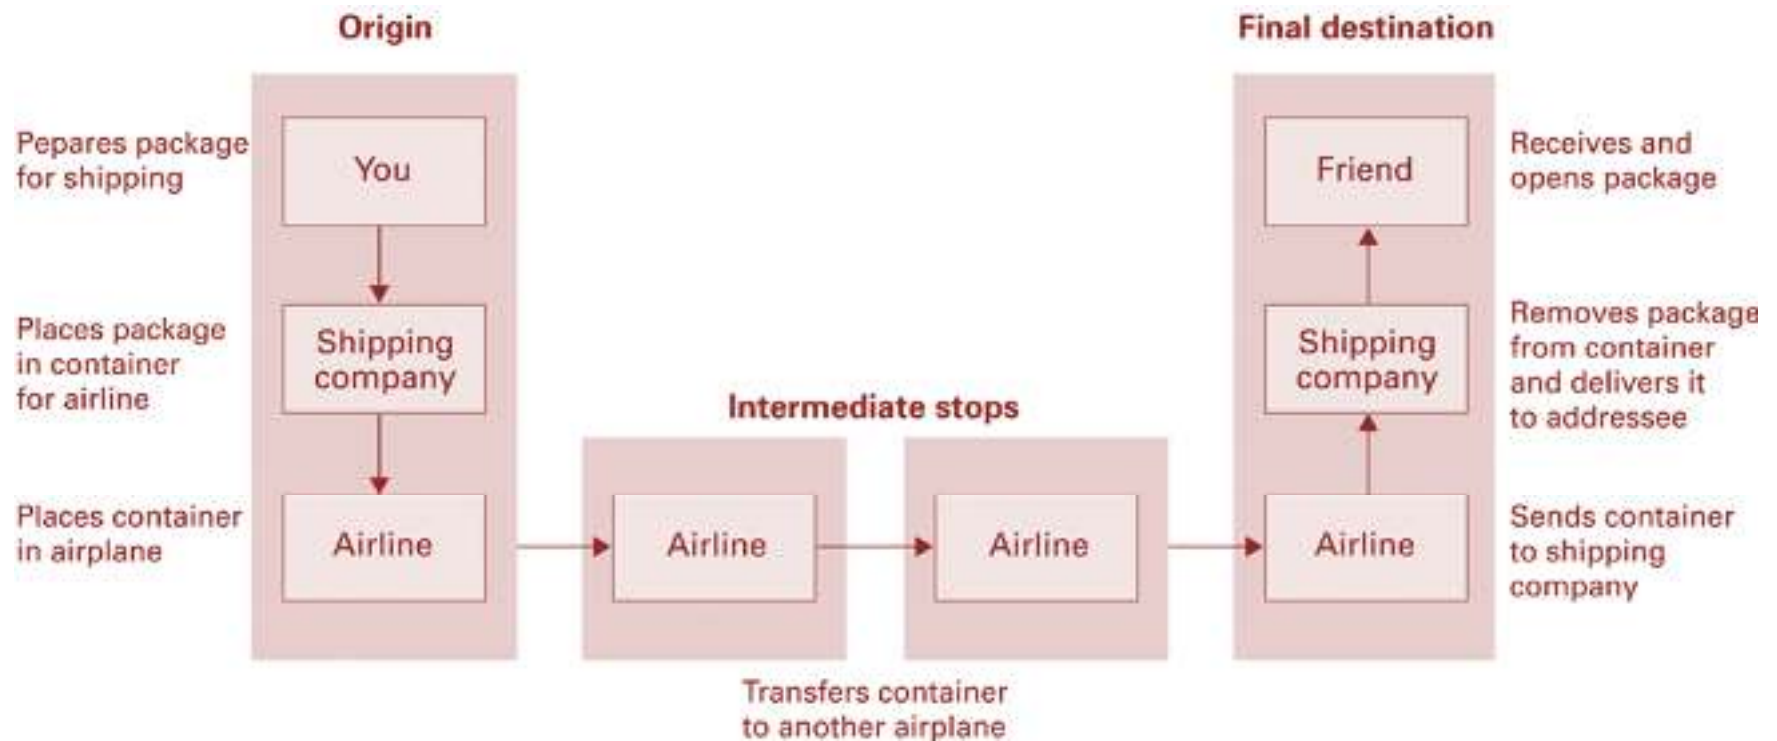 Origin
Final destination
Pepares package
for shipping
You
Friend
Receives and
opens package
Places package
in container
for airline
Shipping
company
Shipping
company
Removes package
from container
and delivers it
to addressee
Intermediate stops
Places container
in airplane
Airline
Airline
Airline
Airline
Sends container
to shipping
company
Transfers container
to another airplane